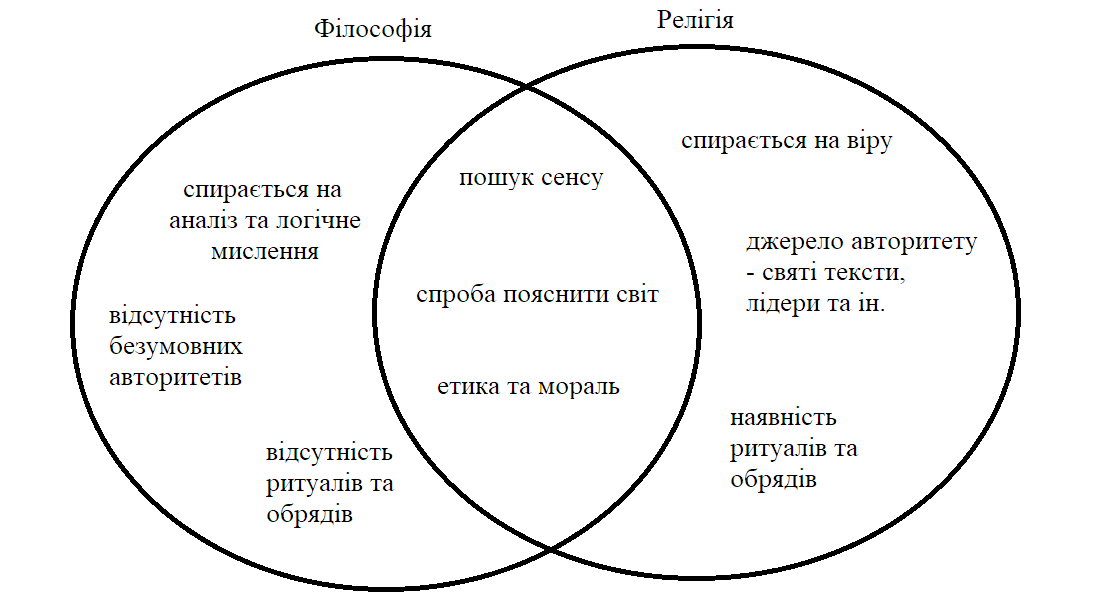 Філософія
Релігія
спирається на
аналіз та логічне
мислення
відсутність
безумовних
авторитетів
відсутність
ритуалів та
обрядів
пошук сенсу
спроба пояснити світ
етика та мораль
спирається на віру
джерело авторитету
- святі тексти,
лідери та ін.
наявність
ритуалів та
обрядів